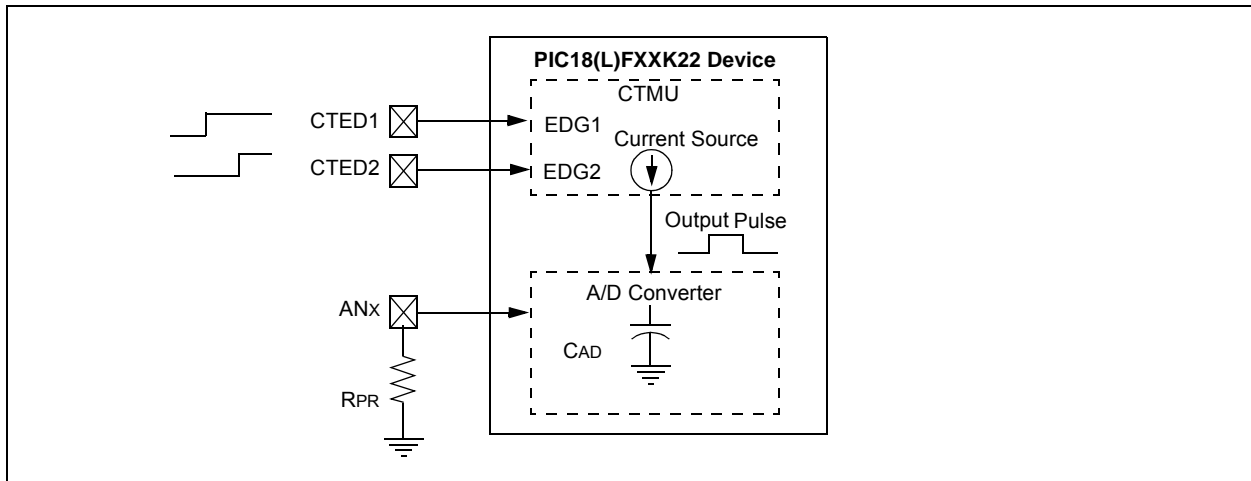 PIC18(L)FXXK22 Device
CTMU
CTED1
EDG1
Current Source
CTED2
EDG2
Output Pulse
A/D Converter
ANX
CAD
RPR